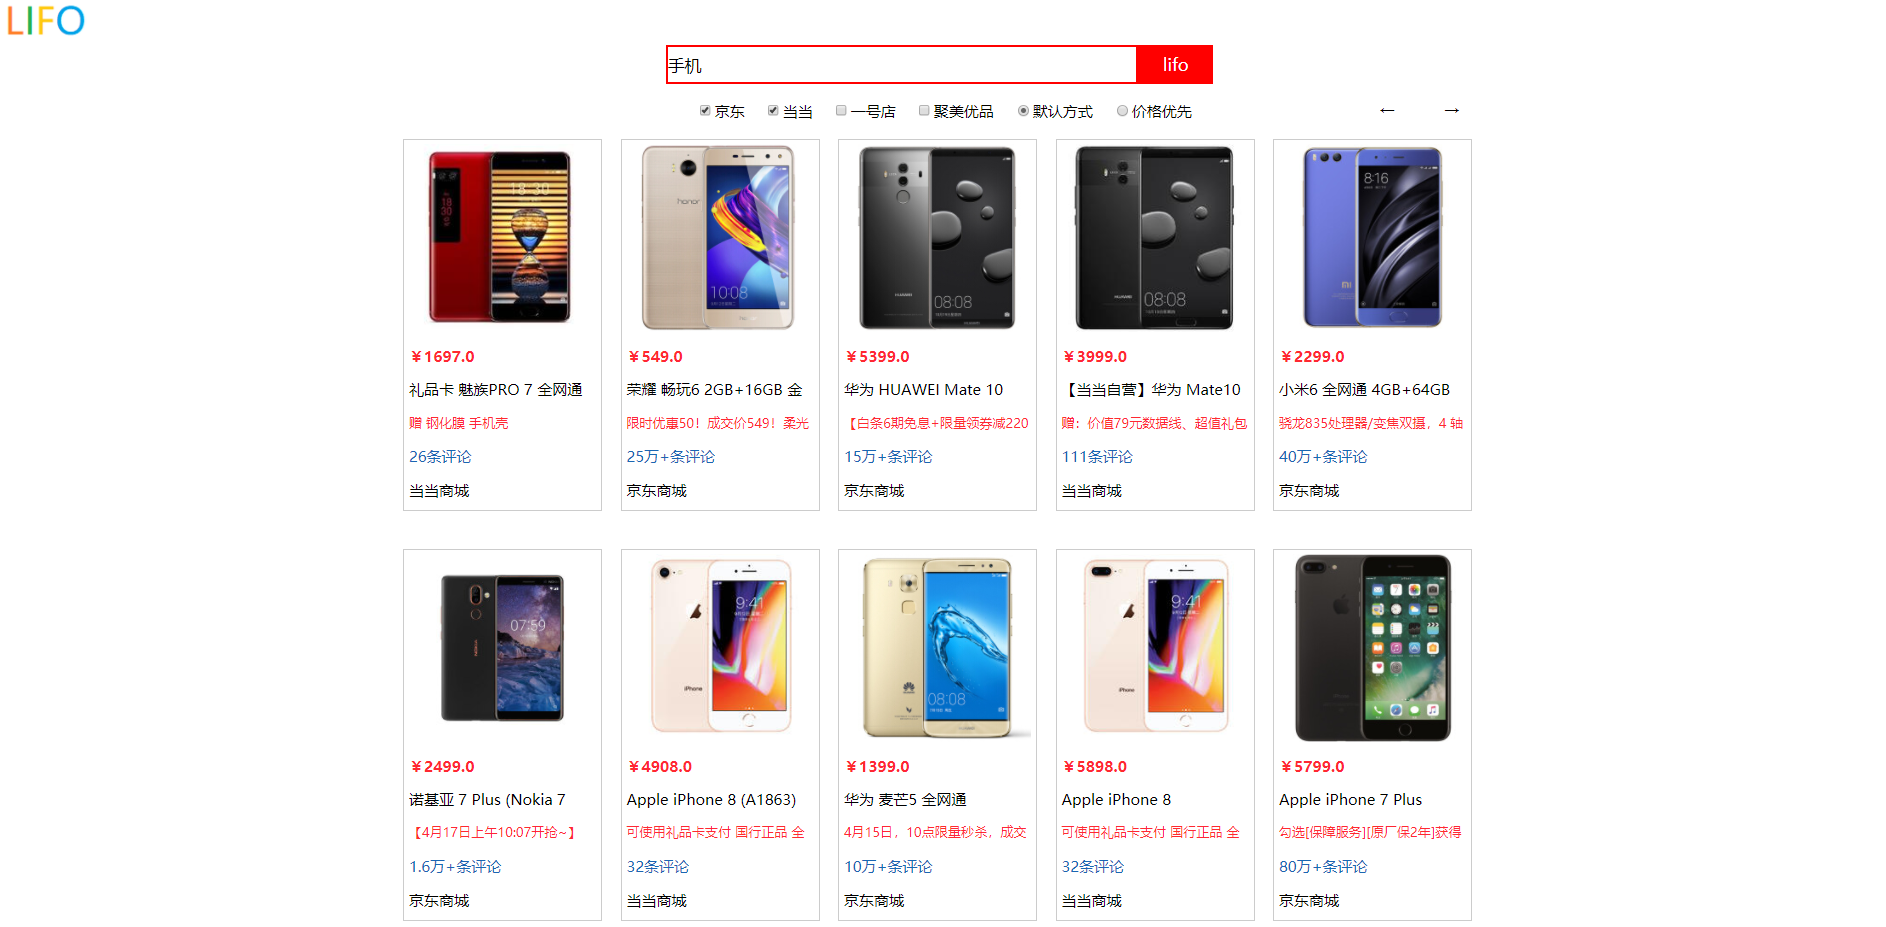 LIFO
手机
lifo
京东 当当 一号店 聚美优品 默认方式 价格优先 ← →
¥1697.0
礼品卡 魅族PRO 7 全网通
赠 钢化膜 手机壳
26条评论
当当商城
¥549.0
荣耀 畅玩6 2GB+16GB 金
限时优惠50！成交价549！柔光
25万+条评论
京东商城
¥5399.0
华为 HUAWEI Mate 10
【白条6期免息+限量领券减220
15万+条评论
京东商城
¥3999.0
【当当自营】华为 Mate10
赠：价值79元数据线、超值礼包
111条评论
当当商城
¥2299.0
小米6 全网通 4GB+64GB
骁龙835处理器/变焦双摄，4 轴
40万+条评论
京东商城
¥2499.0
诺基亚 7 Plus (Nokia 7
【4月17日上午10:07开抢~】
1.6万+条评论
京东商城
¥4908.0
Apple iPhone 8 (A1863)
可使用礼品卡支付 国行正品 全
32条评论
当当商城
¥1399.0
华为 麦芒5 全网通
4月15日，10点限量秒杀，成交
10万+条评论
京东商城
¥5898.0
Apple iPhone 8
可使用礼品卡支付 国行正品 全
32条评论
当当商城
¥5799.0
Apple iPhone 7 Plus
勾选[保障服务][原厂保2年]获得
80万+条评论
京东商城